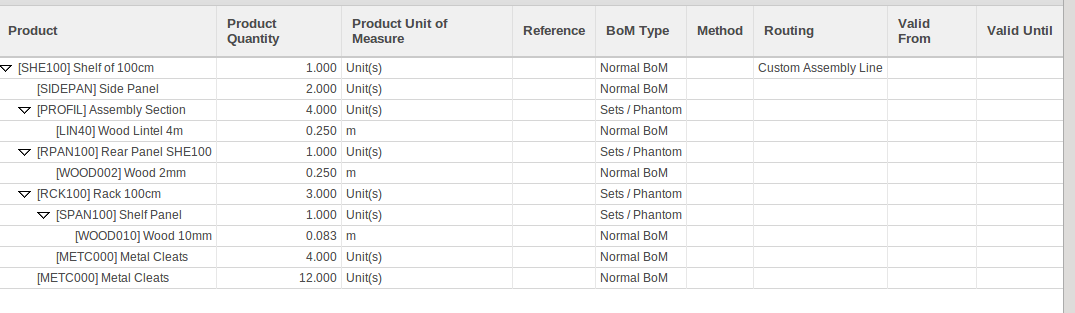 Product Product Quantity Product Unit of Measure Reference BoM Type Method Routing Valid From Valid Until
[SHE100] Shelf of 100cm 1.000 Unit(s) Normal BoM Custom Assembly Line
[SIDEPAN] Side Panel 2.000 Unit(s) Normal BoM
[PROFIL] Assembly Section 4.000 Unit(s) Sets / Phantom
[LIN40] Wood Lintel 4m 0.250 m Normal BoM
[RPAN100] Rear Panel SHE100 1.000 Unit(s) Sets / Phantom
[WOOD002] Wood 2mm 0.250 m Normal BoM
[RCK100] Rack 100cm 3.000 Unit(s) Sets / Phantom
[SPAN100] Shelf Panel 1.000 Unit(s) Sets / Phantom
[WOOD010] Wood 10mm 0.083 m Normal BoM
[METC000] Metal Cleats 4.000 Unit(s) Normal BoM
[METC000] Metal Cleats 12.000 Unit(s) Normal BoM